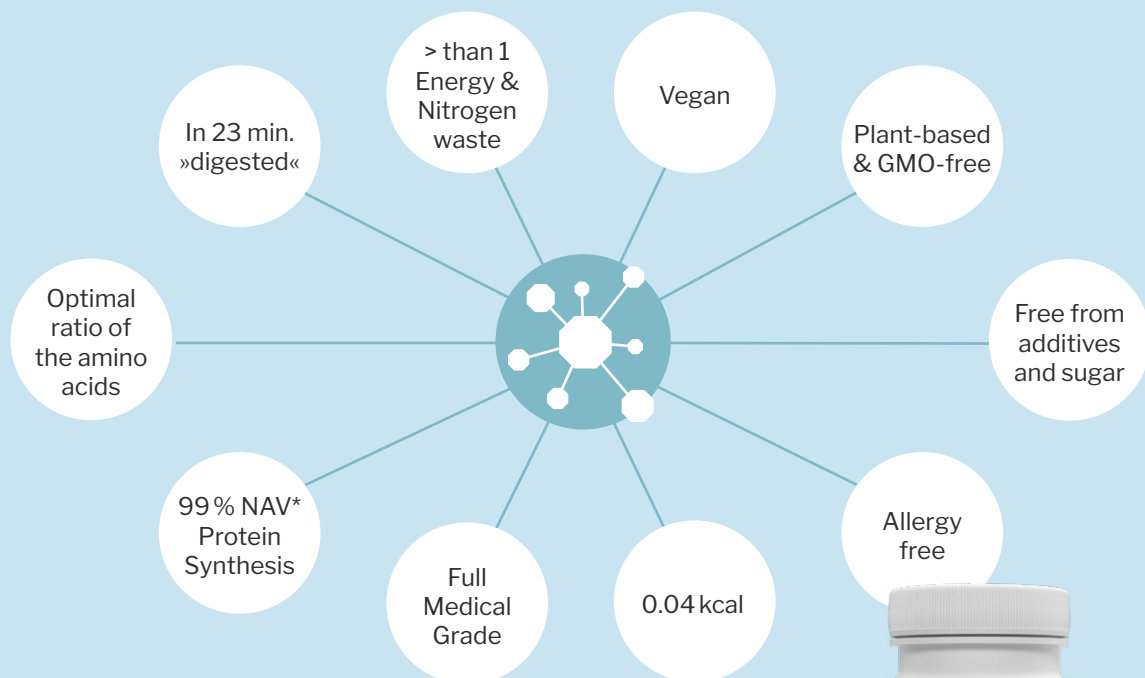 > than 1
Energy &
Nitrogen
waste
Vegan
In 23 min.
»digested«
Plant-based
& GMO-free
Optimal
ratio of
the amino
acids
Free from
additives
and sugar
99 % NAV*
Protein
Synthesis
Allergy
free
Full
Medical
Grade
0.04 kcal